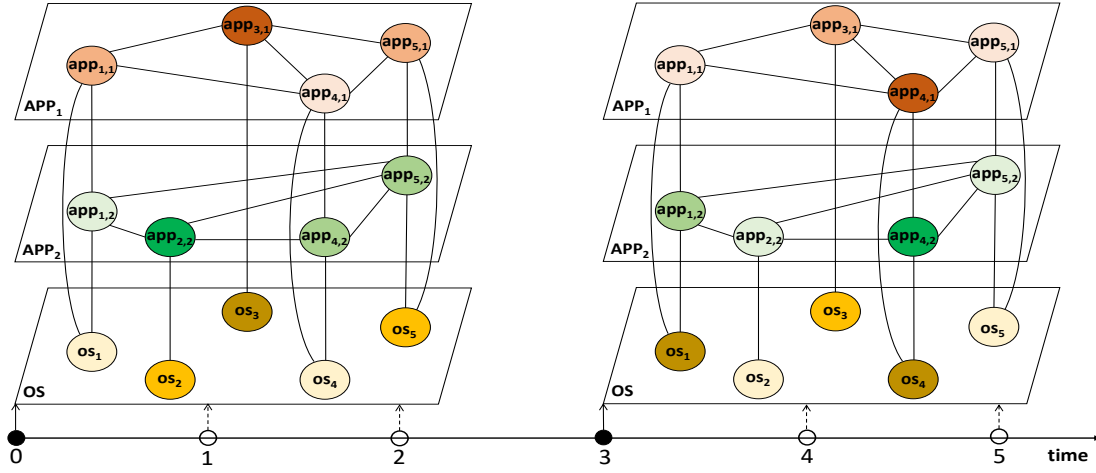 app3,1
app5,1
app1,1
app4,1
APP1
app5,2
app1,2
app2,2
app4,2
APP2
os3
os5
os1
os2
os4
OS
app3,1
app5,1
app1,1
app4,1
APP1
app5,2
app1,2
app2,2
app4,2
APP2
os3
os5
os1
os2
os4
OS
0 1 2 3 4 5 time